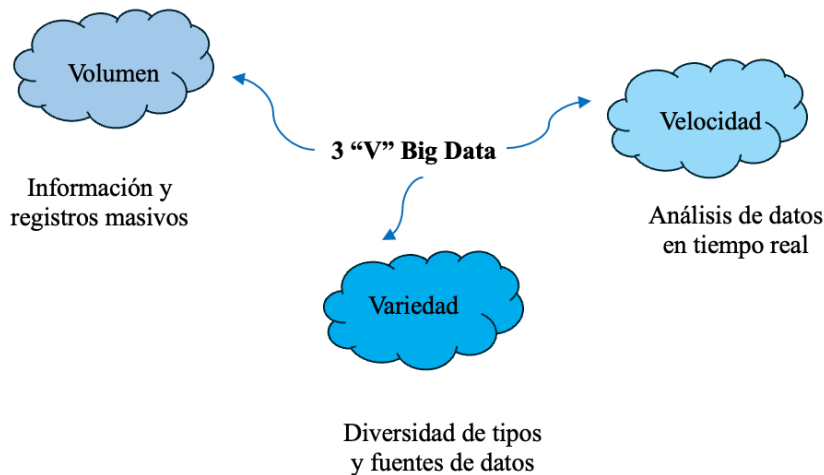 Volumen
Velocidad
3 “V” Big Data
Información y
registros masivos
Análisis de datos
en tiempo real
Variedad
Diversidad de tipos
y fuentes de datos